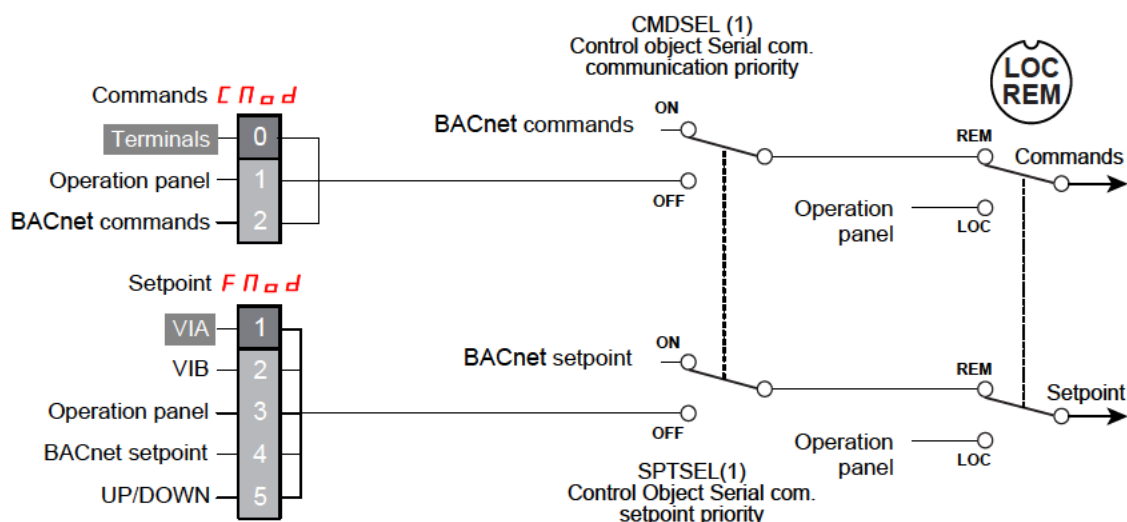 CMDSEL (1)
Control object Serial com.
communication priority
LOC
REM
Commands CMod
Terminals 0
Operation panel 1
BACnet commands 2
ON
BACnet commands
OFF
REM
Commands
Operation
panel
LOC
Setpoint FMod
VIA 1
VIB 2
Operation panel 3
BACnet setpoint 4
UP/DOWN 5
ON
BACnet setpoint
OFF
REM
Setpoint
Operation
panel
LOC
SPTSEL(1)
Control Object Serial com.
setpoint priority